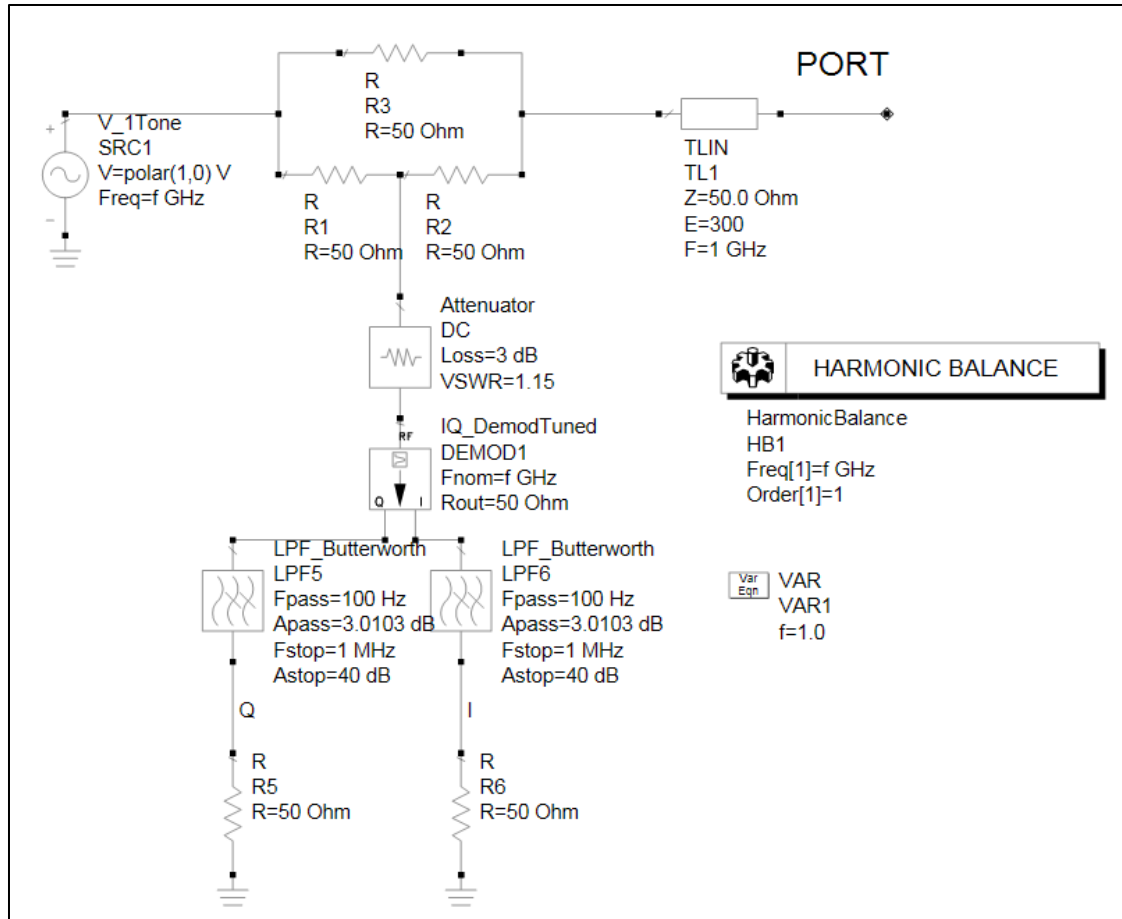 R
R3
R=50 Ohm
PORT
+
V_1Tone
SRC1
V=polar(1,0) V
Freq=f GHz
-
R
R1
R=50 Ohm
R
R2
R=50 Ohm
TLIN
TL1
Z=50.0 Ohm
E=300
F=1 GHz
Attenuator
DC
Loss=3 dB
VSWR=1.15
RF
IQ_DemodTuned
DEMOD1
Fnom=f GHz
Rout=50 Ohm
Q I
HARMONIC BALANCE
HarmonicBalance
HB1
Freq[1]=f GHz
Order[1]=1
LPF_Butterworth
LPF5
Fpass=100 Hz
Apass=3.0103 dB
Fstop=1 MHz
Astop=40 dB
LPF_Butterworth
LPF6
Fpass=100 Hz
Apass=3.0103 dB
Fstop=1 MHz
Astop=40 dB
Var
Eqn
VAR
VAR1
f=1.0
Q
I
R
R5
R=50 Ohm
R
R6
R=50 Ohm